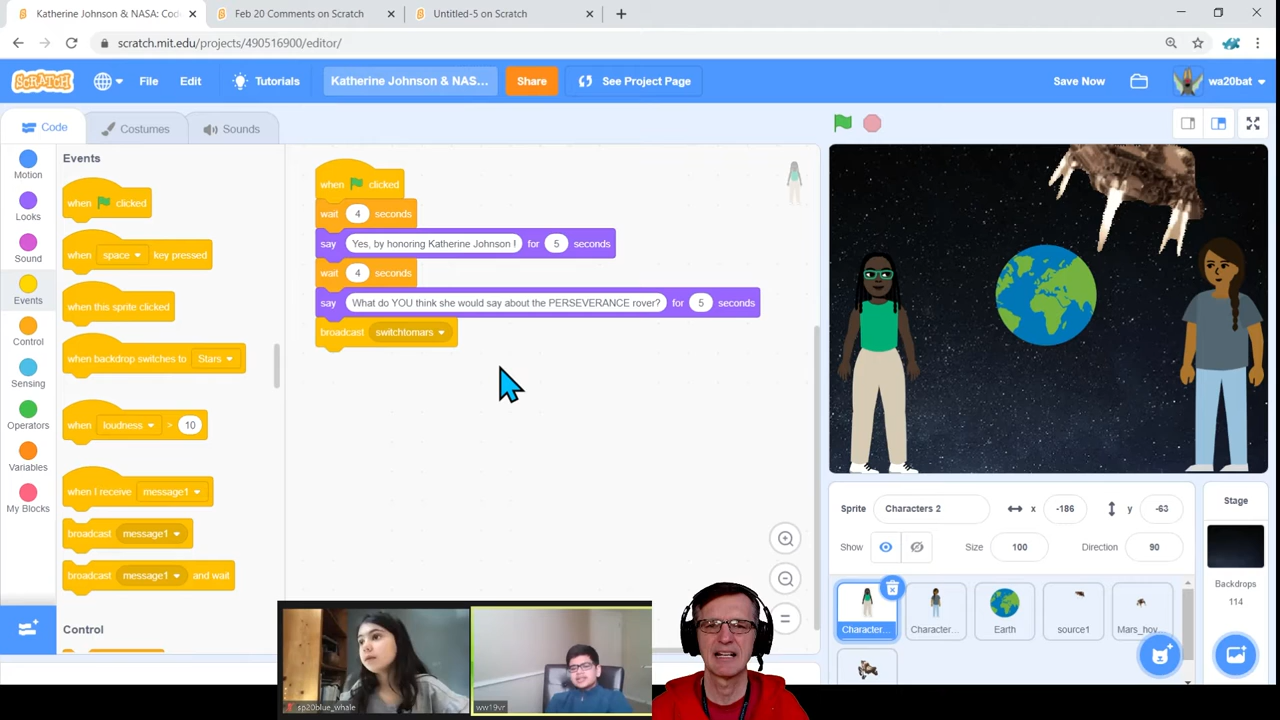 Katherine Johnson & NASA: Cod
Feb 20 Comments on Scratch
Untitled-5 on Scratch
scratch.mit.edu/projects/490516900/editor/
SCRATCH
File
Edit
Tutorials
Katherine Johnson & NAS...
Share
See Project Page
Save Now
wa20bat
Code
Costumes
Sounds
Motion
Looks
Sound
Events
Control
Sensing
Operators
Variables
My Blocks
Events
when clicked
when space key pressed
when this sprite clicked
when backdrop switches to Stars
when loudness > 10
when I receive message1
broadcast message1
broadcast message1 and wait
Control
when clicked
wait 4 seconds
say Yes, by honoring Katherine Johnson ! for 5 seconds
wait 4 seconds
say What do YOU think she would say about the PERSEVERANCE rover? for 5 seconds
broadcast switchtomars
Sprite Characters 2 x -186 y -63
Show Size 100 Direction 90
Character...
Character...
Earth
source1
Mars_hov...
Stage
Backdrops
114
sp20blue_whale
ww19vr